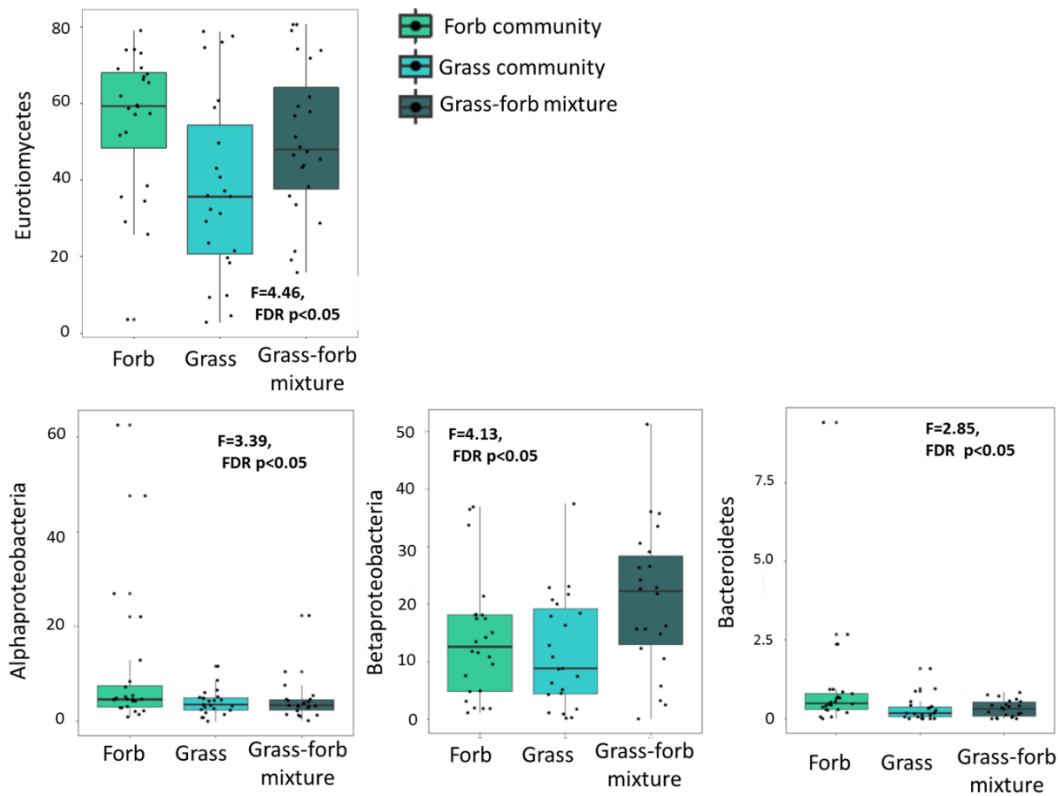 Forb community
Grass community
Grass-forb mixture
Eurotiomycetes
80
60
40
20
0
F=4.46,
FDR p<0.05
Forb
Grass
Grass-forb
mixture
Alphaproteobacteria
60
40
20
0
F=3.39,
FDR p<0.05
Forb
Grass
Grass-forb
mixture
Betaproteobacteria
50
40
30
20
10
0
F=4.13,
FDR p<0.05
Forb
Grass
Grass-forb
mixture
Bacteroidetes
7.5
5.0
2.5
0.0
F=2.85,
FDR p<0.05
Forb
Grass
Grass-forb
mixture